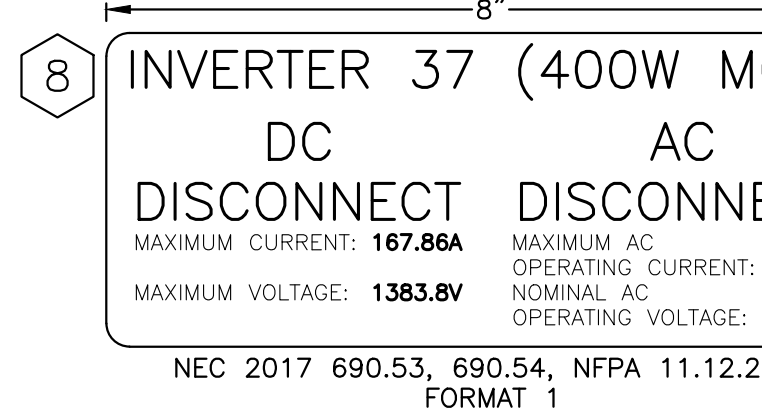 8"
8
INVERTER 37 (400W
DC
DISCONNECT
MAXIMUM CURRENT: 167.86A
MAXIMUM VOLTAGE: 1383.8V
AC
MAXIMUM AC
OPERATING CURRENT:
NOMINAL AC
OPERATING VOLTAGE:
NEC 2017 690.53, 690.54, NFPA 11.12.2
FORMAT 1